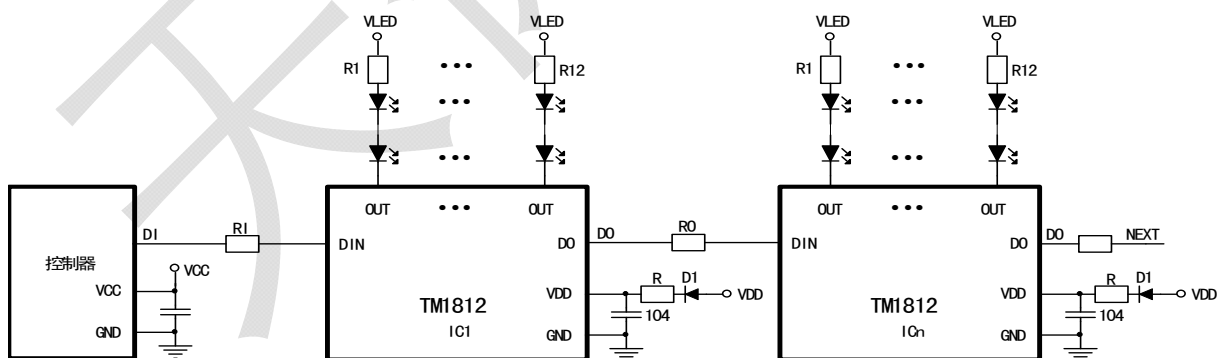 VLED VLED VLED VLED
R1 ••• R12 R1 ••• R12
••• •••
••• •••
OUT ••• OUT OUT ••• OUT
DI RI DIN DO DO RO DIN DO DO NEXT
控制器
VCC
VCC VDD R D1 VDD VDD R D1 VDD
TM1812 104 TM1812 104
GND IC1 GND ICn GND